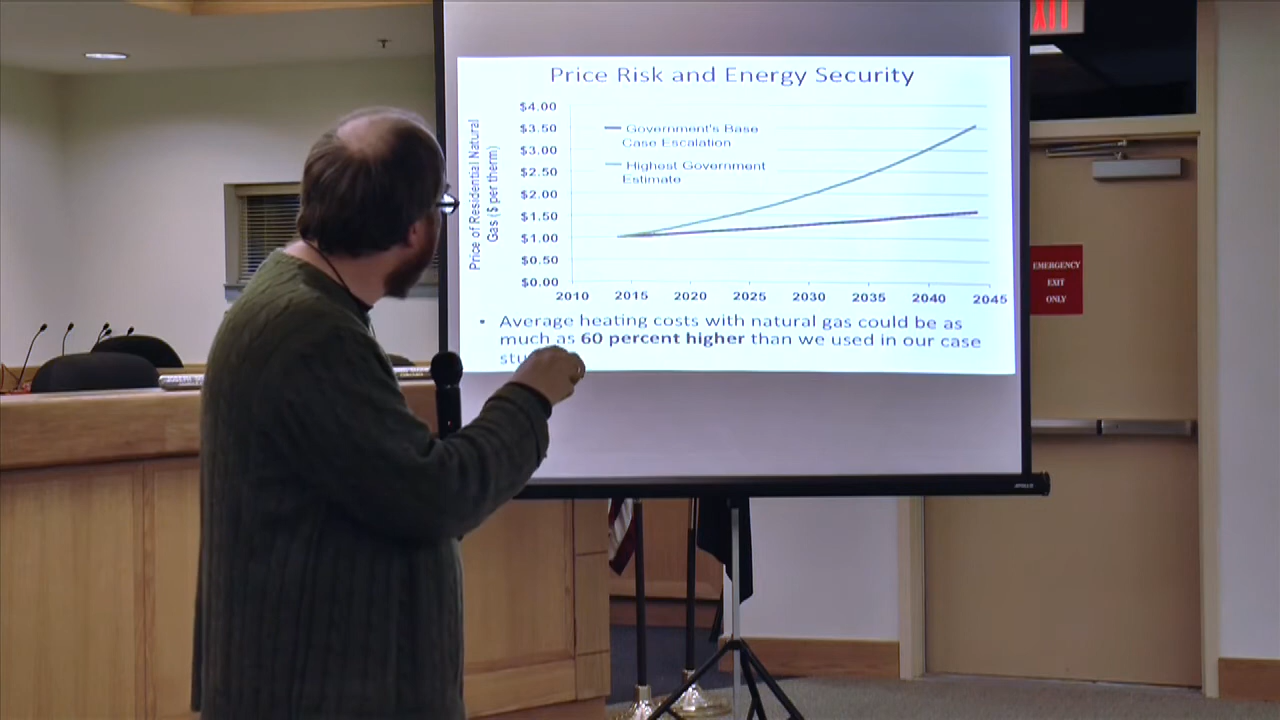 EXIT
Price Risk and Energy Security
Price of Residential Natural
Gas ($ per therm)
$4.00
$3.50
$3.00
$2.50
$2.00
$1.50
$1.00
$0.50
$0.00
Government's Base
Case Escalation
Highest Government
Estimate
2010 2015 2020 2025 2030 2035 2040 2045
• Average heating costs with natural gas could be as
much as 60 percent higher than we used in our case
EMERGENCY
EXIT
ONLY